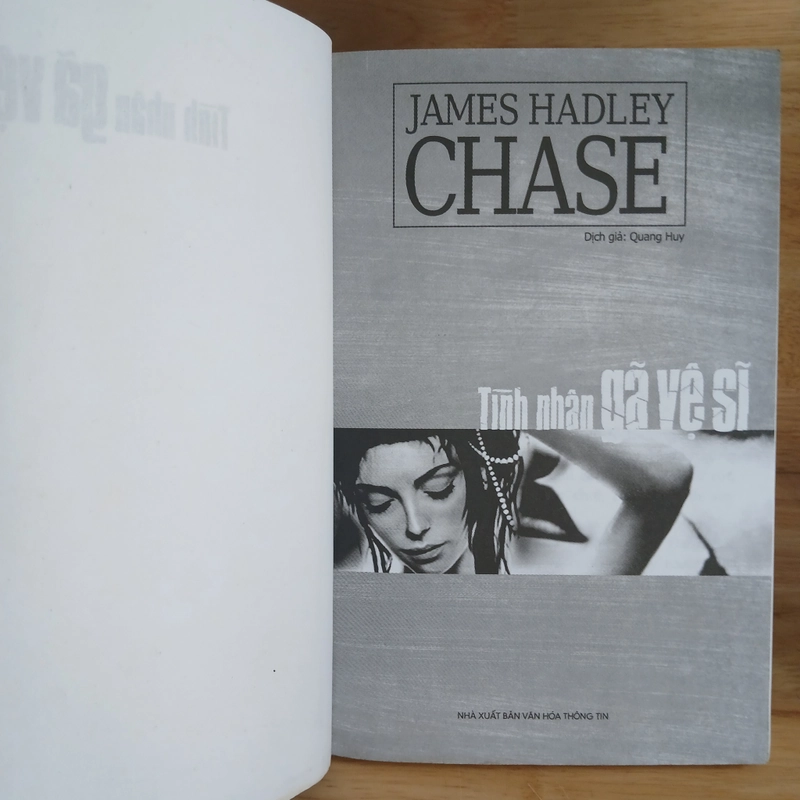 JAMES HADLEY
CHASE
Dịch giả: Quang Huy
Tình nhân gã vệ sĩ
NHÀ XUẤT BẢN VĂN HÓA THÔNG TIN